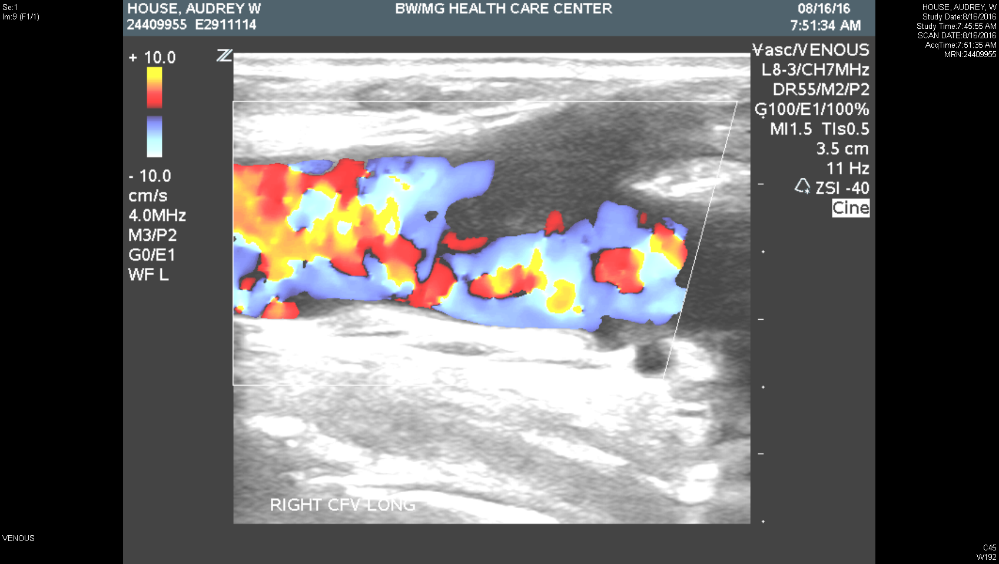 Se:1
Im:9 (F1/1)
HOUSE, AUDREY W
24409955 E2911114
BW/MG HEALTH CARE CENTER
08/16/16
7:51:34 AM
HOUSE, AUDREY, W
Study Date:8/16/2016
Study Time:7:45:55 AM
SCAN DATE:8/16/2016
AcqTime:7:51:35 AM
MRN:24409955
+ 10.0
- 10.0
cm/s
4.0MHz
M3/P2
G0/E1
WF L
Z
Vasc/VENOUS
L8-3/CH7MHz
DR55/M2/P2
G100/E1/100%
MI1.5 TIs0.5
3.5 cm
11 Hz
ZSI -40
Cine
RIGHT CFV LONG
VENOUS
C45
W192